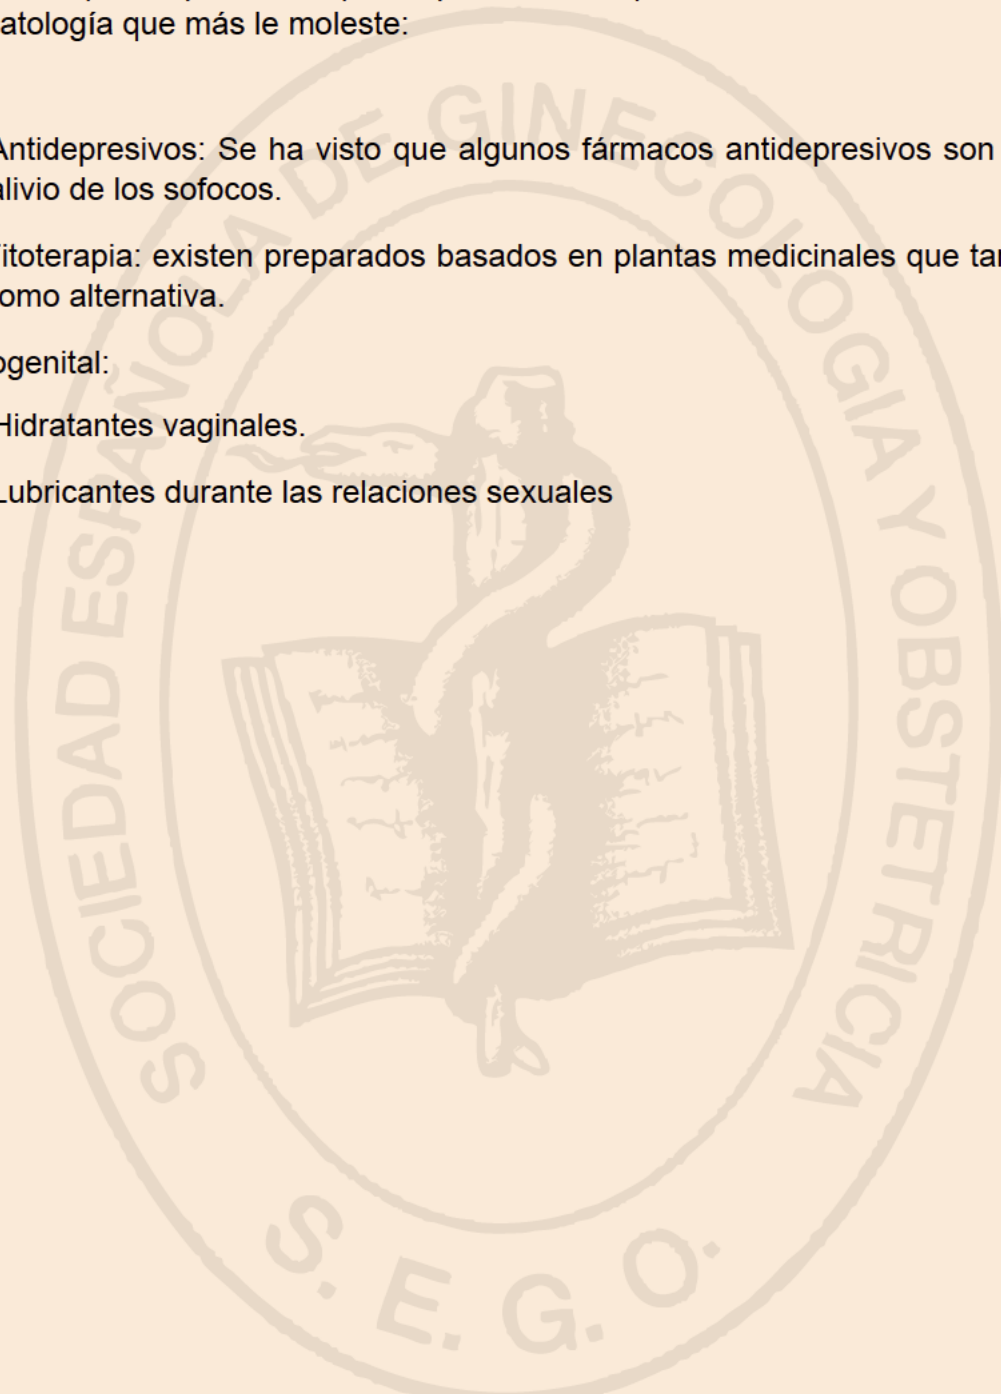 atología que más le moleste:
Antidepresivos: Se ha visto que algunos fármacos antidepresivos son
alivio de los sofocos.
itoterapia: existen preparados basados en plantas medicinales que tar
omo alternativa.
ogenital:
Hidratantes vaginales.
Lubricantes durante las relaciones sexuales
SOCIEDAD ESPAÑOLA DE GINECOLOGIA Y OBSTETRICIA
S. E. G. O.